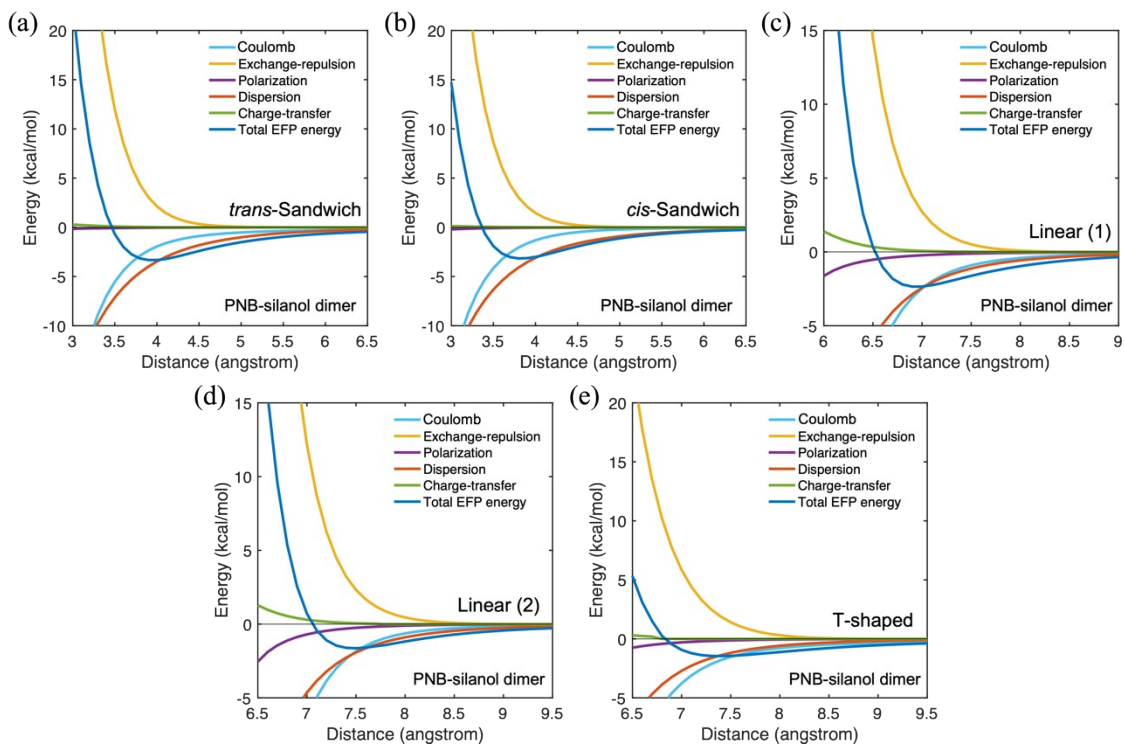 (a)
20
15
10
5
0
-5
-10
Energy (kcal/mol)
Coulomb
Exchange-repulsion
Polarization
Dispersion
Charge-transfer
Total EFP energy
trans-Sandwich
PNB-silanol dimer
3 3.5 4 4.5 5 5.5 6 6.5
Distance (angstrom)
(b)
20
15
10
5
0
-5
-10
Energy (kcal/mol)
Coulomb
Exchange-repulsion
Polarization
Dispersion
Charge-transfer
Total EFP energy
cis-Sandwich
PNB-silanol dimer
3 3.5 4 4.5 5 5.5 6 6.5
Distance (angstrom)
(c)
15
10
5
0
-5
Energy (kcal/mol)
Coulomb
Exchange-repulsion
Polarization
Dispersion
Charge-transfer
Total EFP energy
Linear (1)
PNB-silanol dimer
6 6.5 7 7.5 8 8.5 9
Distance (angstrom)
(d)
15
10
5
0
-5
Energy (kcal/mol)
Coulomb
Exchange-repulsion
Polarization
Dispersion
Charge-transfer
Total EFP energy
Linear (2)
PNB-silanol dimer
6.5 7 7.5 8 8.5 9 9.5
Distance (angstrom)
(e)
20
15
10
5
0
-5
Energy (kcal/mol)
Coulomb
Exchange-repulsion
Polarization
Dispersion
Charge-transfer
Total EFP energy
T-shaped
PNB-silanol dimer
6.5 7 7.5 8 8.5 9 9.5
Distance (angstrom)